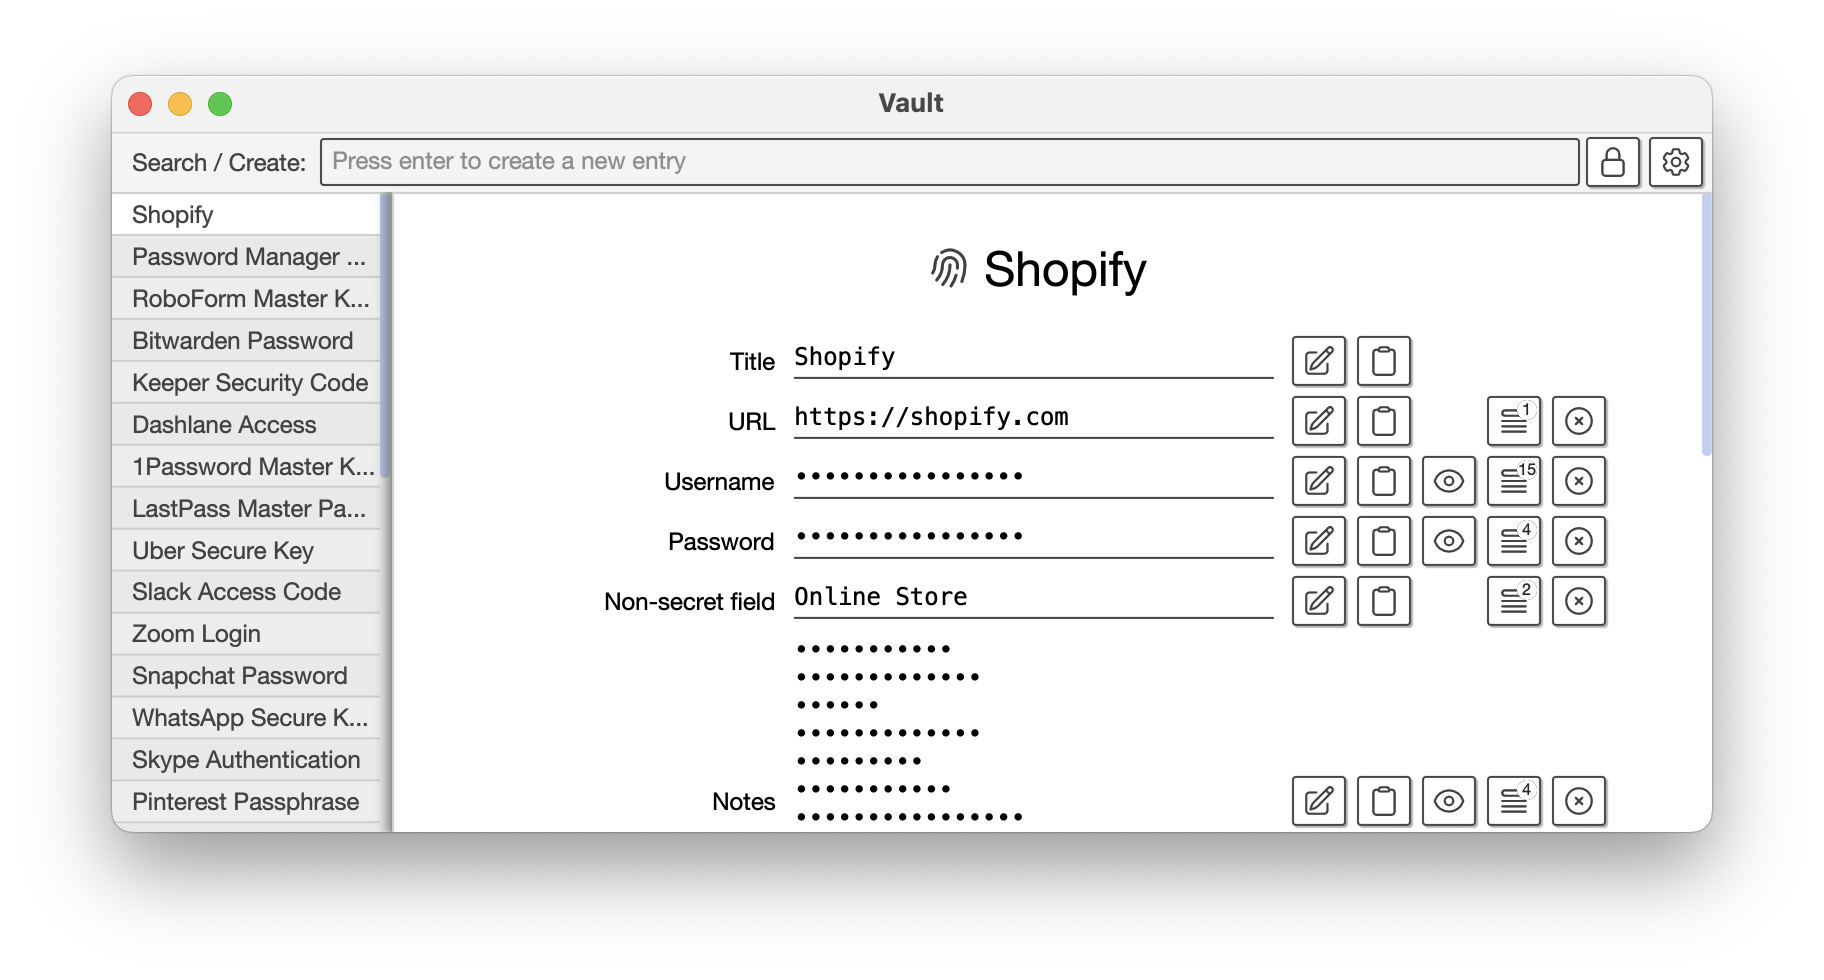 Vault
Search / Create:
Press enter to create a new entry
Shopify
Password Manager ...
RoboForm Master K...
Bitwarden Password
Keeper Security Code
Dashlane Access
1Password Master K...
LastPass Master Pa...
Uber Secure Key
Slack Access Code
Zoom Login
Snapchat Password
WhatsApp Secure K...
Skype Authentication
Pinterest Passphrase
Shopify
Title Shopify
URL https://shopify.com 1
Username •••••••••••••••• 15
Password •••••••••••••••• 4
Non-secret field Online Store 2
•••••••••••
•••••••••••••
••••••
•••••••••••••
•••••••••
•••••••••••
Notes 4
••••••••••••••••